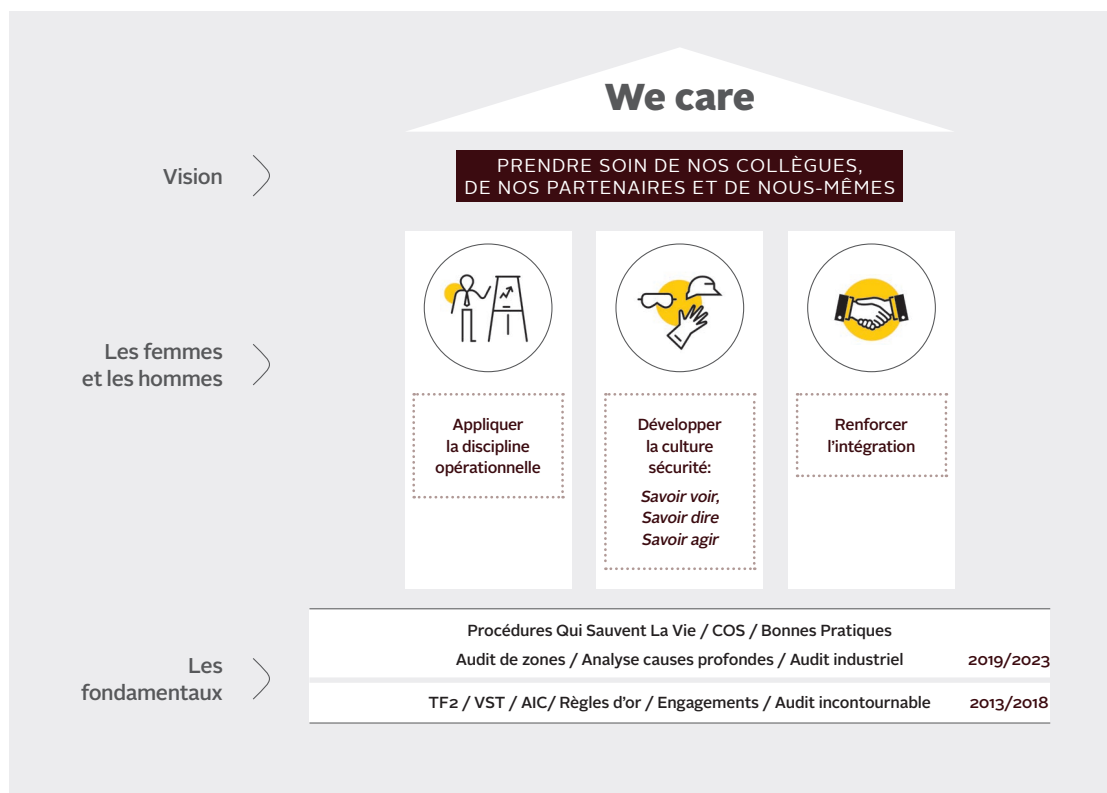 We care
Vision
PRENDRE SOIN DE NOS COLLÈGUES,
DE NOS PARTENAIRES ET DE NOUS-MÊMES
Les femmes
et les hommes
Appliquer
la discipline
opérationnelle
Développer
la culture
sécurité:
Savoir voir,
Savoir dire
Savoir agir
Renforcer
l'intégration
Les
fondamentaux
Procédures Qui Sauvent La Vie / COS / Bonnes Pratiques
Audit de zones / Analyse causes profondes / Audit industriel 2019/2023
TF2 / VST / AIC/ Règles d'or / Engagements / Audit incontournable 2013/2018